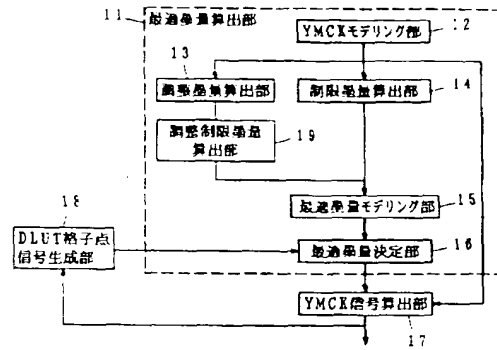 11
最適墨量算出部
YMCKモデリング部
12
13
調整墨量算出部
制限墨量算出部
14
調整制限墨量
算出部
19
最適墨量モデリング部
15
18
DLUT格子点
信号生成部
最適墨量決定部
16
YMCK信号算出部
17